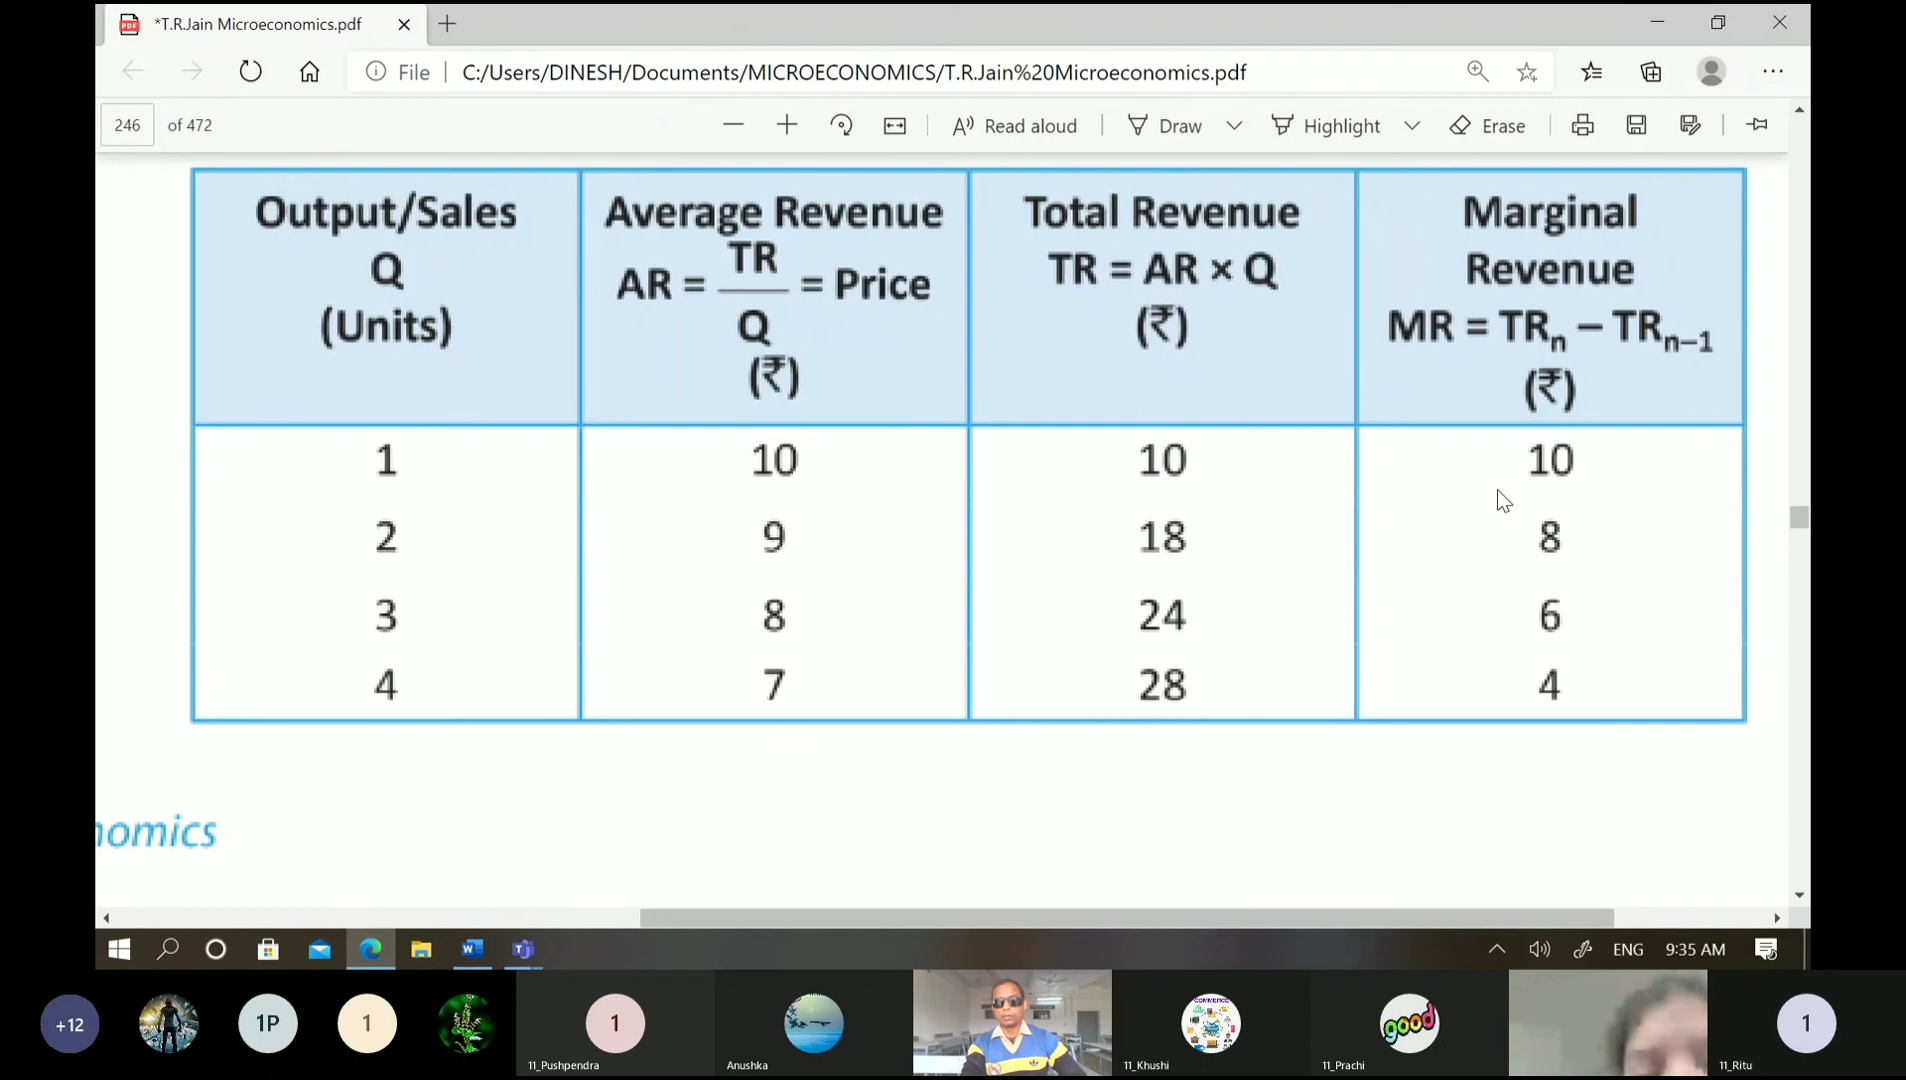 *T.R.Jain Microeconomics.pdf
File | C:/Users/DINESH/Documents/MICROECONOMICS/T.R.Jain%20Microeconomics.pdf
246 of 472
Read aloud Draw Highlight Erase
Output/Sales
Q
(Units)
Average Revenue
AR = TR/Q = Price
(₹)
Total Revenue
TR = AR × Q
(₹)
Marginal
Revenue
MR = TRₙ – TRₙ₋₁
(₹)
1 10 10 10
2 9 18 8
3 8 24 6
4 7 28 4
nomics
ENG 9:35 AM
+12
1P
1
1
11_Pushpendra
Anushka
COMMERCE
11_Khushi
good
11_Prachi
1
11_Ritu